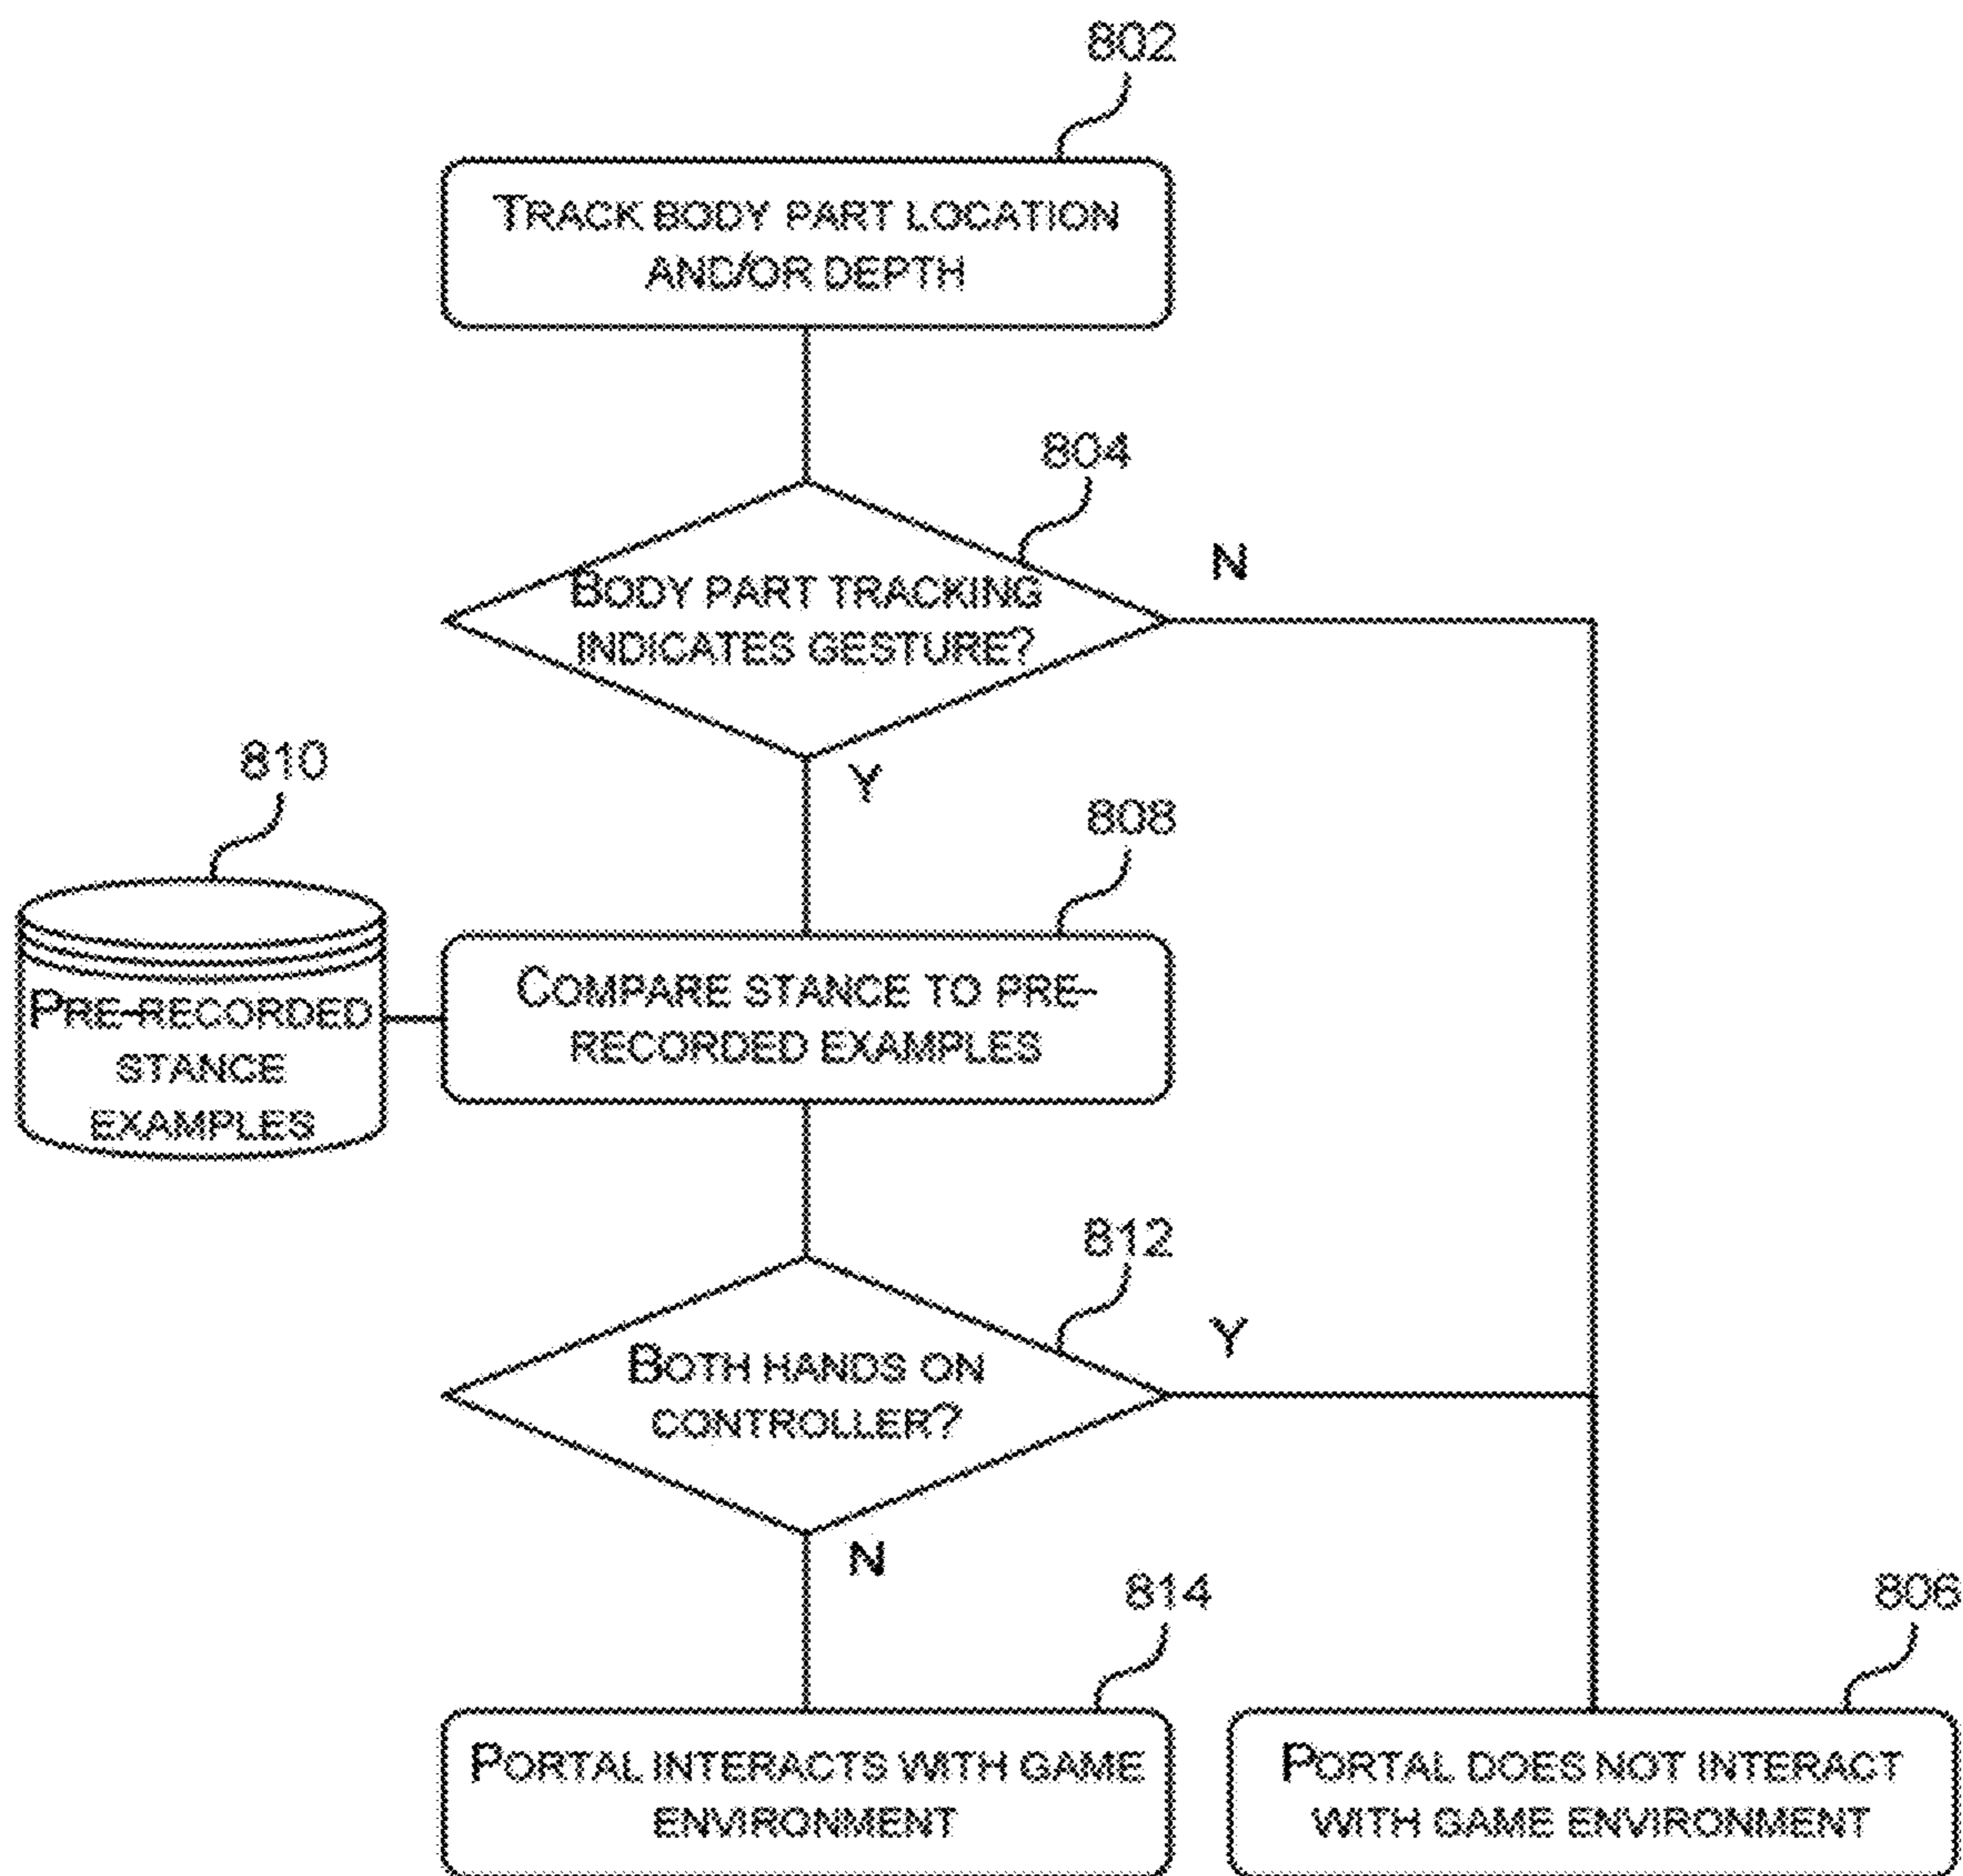 802
TRACK BODY PART LOCATION
AND/OR DEPTH
804
BODY PART TRACKING
INDICATES GESTURE?
N
Y
810
808
PRE-RECORDED
STANCE
EXAMPLES
COMPARE STANCE TO PRE-
RECORDED EXAMPLES
812
BOTH HANDS ON
CONTROLLER?
Y
N
814
806
PORTAL INTERACTS WITH GAME
ENVIRONMENT
PORTAL DOES NOT INTERACT
WITH GAME ENVIRONMENT